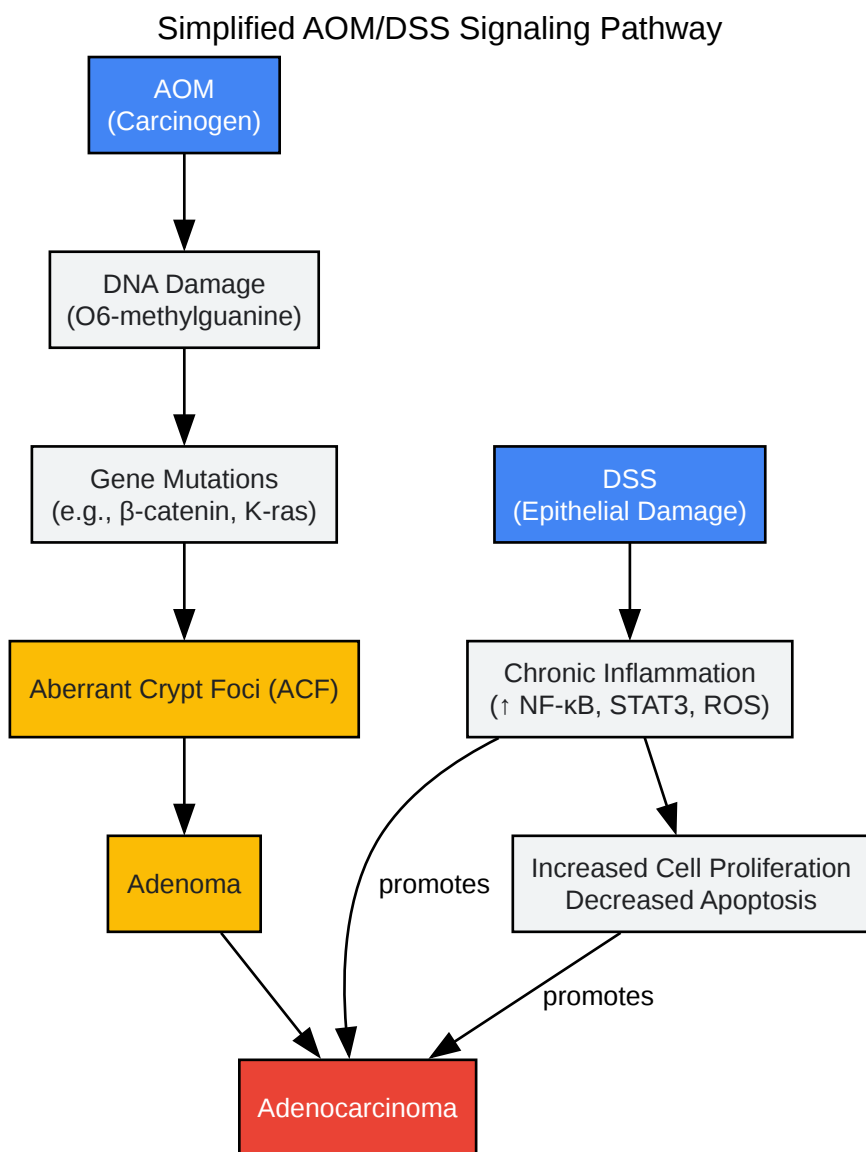 Simplified AOM/DSS Signaling Pathway
AOM
(Carcinogen)
DNA Damage
(O6-methylguanine)
Gene Mutations
(e.g., β-catenin, K-ras)
DSS
(Epithelial Damage)
Aberrant Crypt Foci (ACF)
Chronic Inflammation
(↑ NF-κB, STAT3, ROS)
Adenoma
promotes
Increased Cell Proliferation
Decreased Apoptosis
promotes
Adenocarcinoma